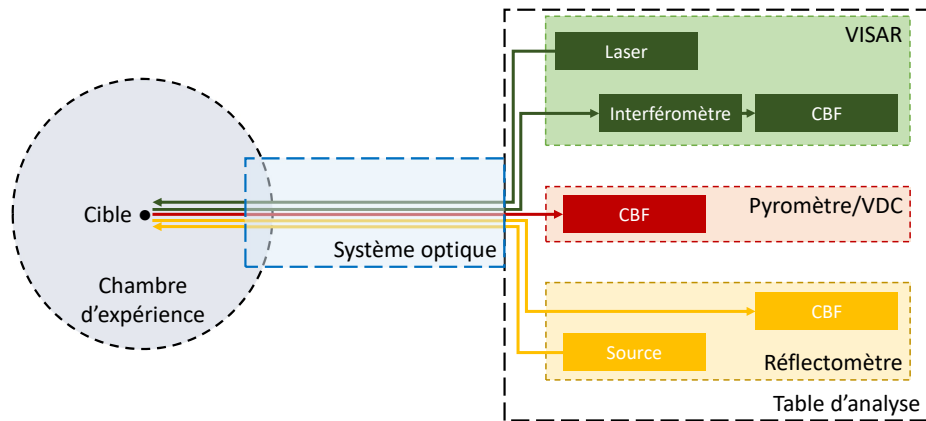 VISAR
Laser
Interféromètre
CBF
Cible
CBF
Pyromètre/VDC
Système optique
Chambre
d’expérience
CBF
Source
Réflectomètre
Table d’analyse